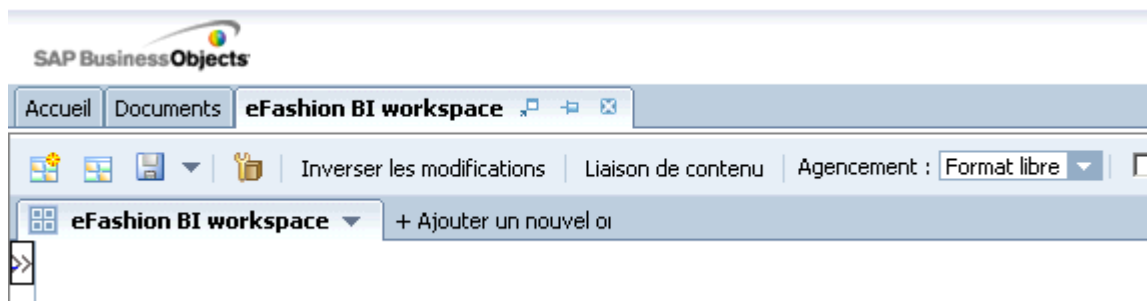 SAP BusinessObjects
Accueil Documents eFashion BI workspace
Inverser les modifications Liaison de contenu Agencement : Format libre
eFashion BI workspace + Ajouter un nouvel
>>